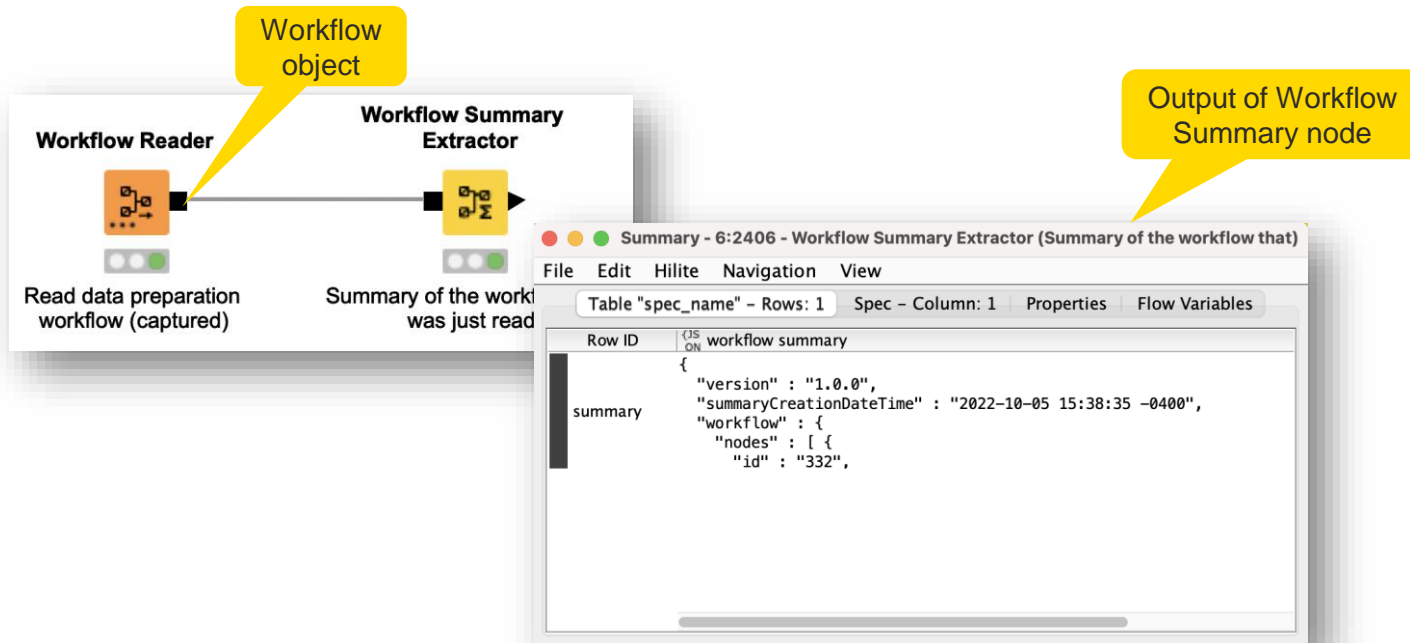 Workflow
object
Output of Workflow
Summary node
Workflow Reader
Workflow Summary
Extractor
Read data preparation
workflow (captured)
Summary of the workf
was just read
Summary - 6:2406 - Workflow Summary Extractor (Summary of the workflow that)
File Edit Hilite Navigation View
Table "spec_name" – Rows: 1 Spec – Column: 1 Properties Flow Variables
Row ID {JS ON workflow summary
summary
{
"version" : "1.0.0",
"summaryCreationDateTime" : "2022-10-05 15:38:35 -0400",
"workflow" : {
"nodes" : [ {
"id" : "332",